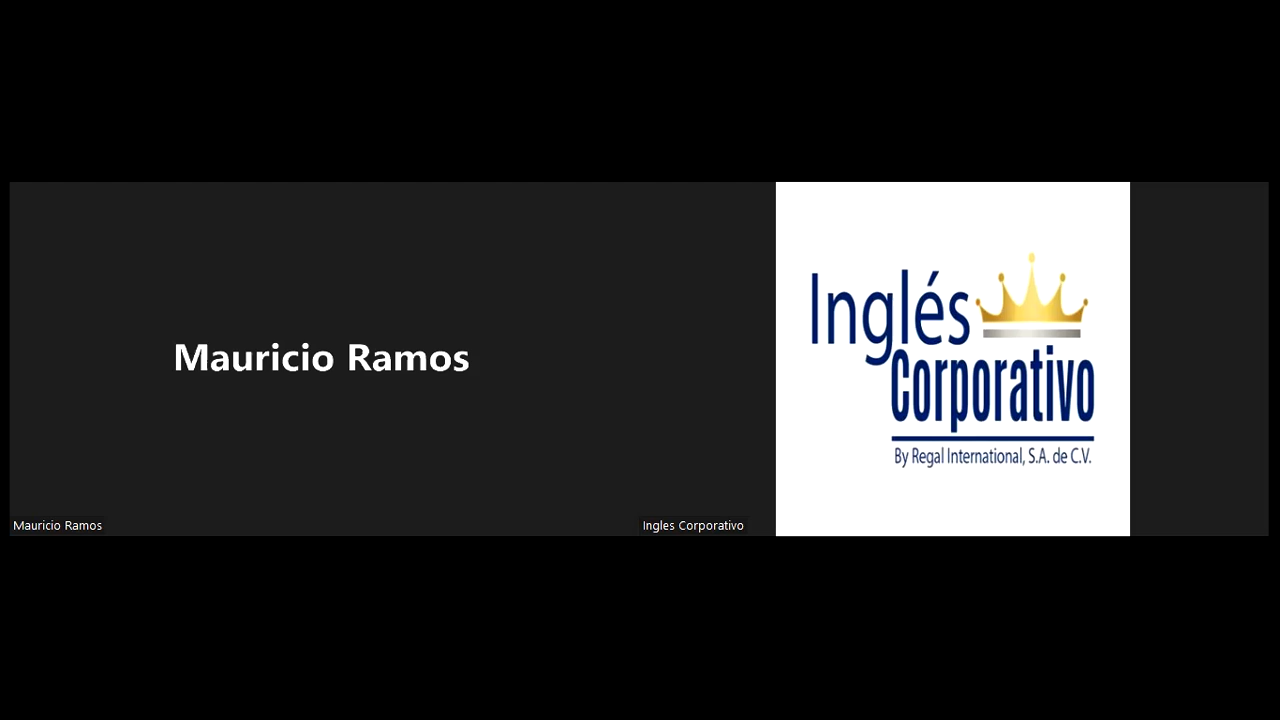 Mauricio Ramos
Mauricio Ramos
Inglés
Corporativo
By Regal International, S.A. de C.V.
Ingles Corporativo